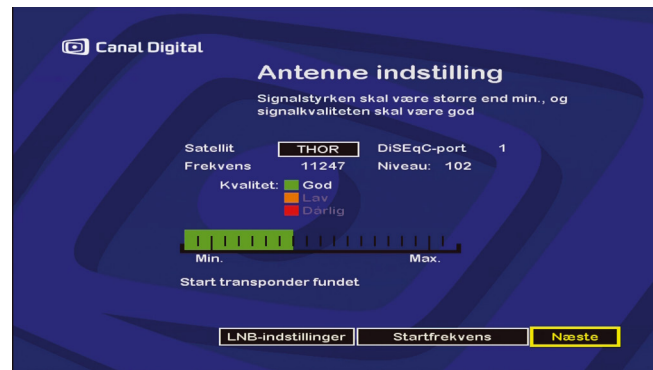 Canal Digital
Antenne indstilling
Signalstyrken skal være større end min., og
signalkvaliteten skal være god
Satellit THOR DiSEqC-port 1
Frekvens 11247 Niveau: 102
Kvalitet: God
Lav
Dårlig
Min. Max.
Start transponder fundet
LNB-indstillinger Startfrekvens Næste